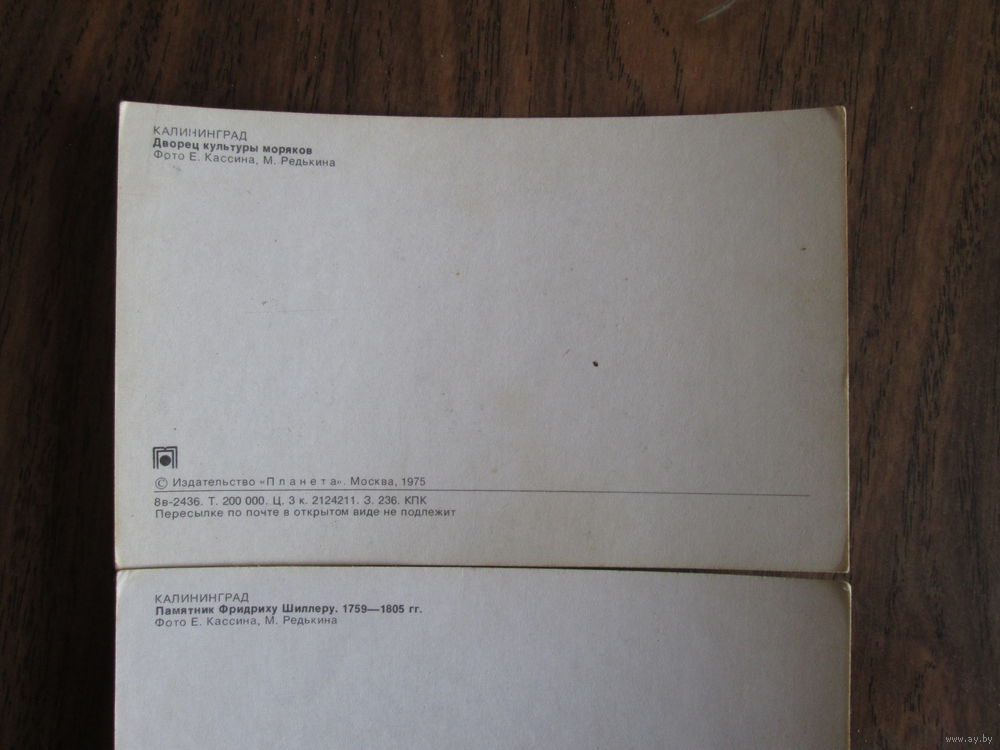 КАЛИНИНГРАД
Дворец культуры моряков
Фото Е. Кассина, М. Редькина
© Издательство «Планета». Москва, 1975
8в-2436. Т. 200 000. Ц. 3 к. 2124211. З. 236. КПК
Пересылке по почте в открытом виде не подлежит
КАЛИНИНГРАД
Памятник Фридриху Шиллеру. 1759—1805 гг.
Фото Е. Кассина, М. Редькина
www.ay.by